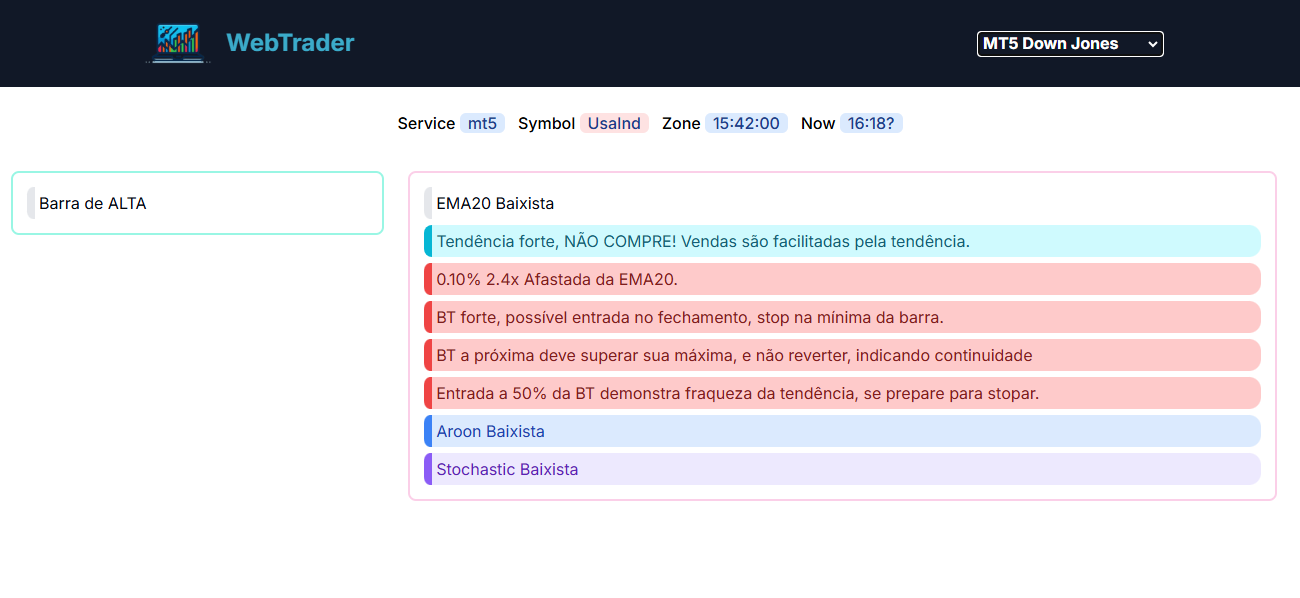 WebTrader
MT5 Down Jones
Service mt5 Symbol UsaInd Zone 15:42:00 Now 16:18?
Barra de ALTA
EMA20 Baixista
Tendência forte, NÃO COMPRE! Vendas são facilitadas pela tendência.
0.10% 2.4x Afastada da EMA20.
BT forte, possível entrada no fechamento, stop na mínima da barra.
BT a próxima deve superar sua máxima, e não reverter, indicando continuidade
Entrada a 50% da BT demonstra fraqueza da tendência, se prepare para stopar.
Aroon Baixista
Stochastic Baixista